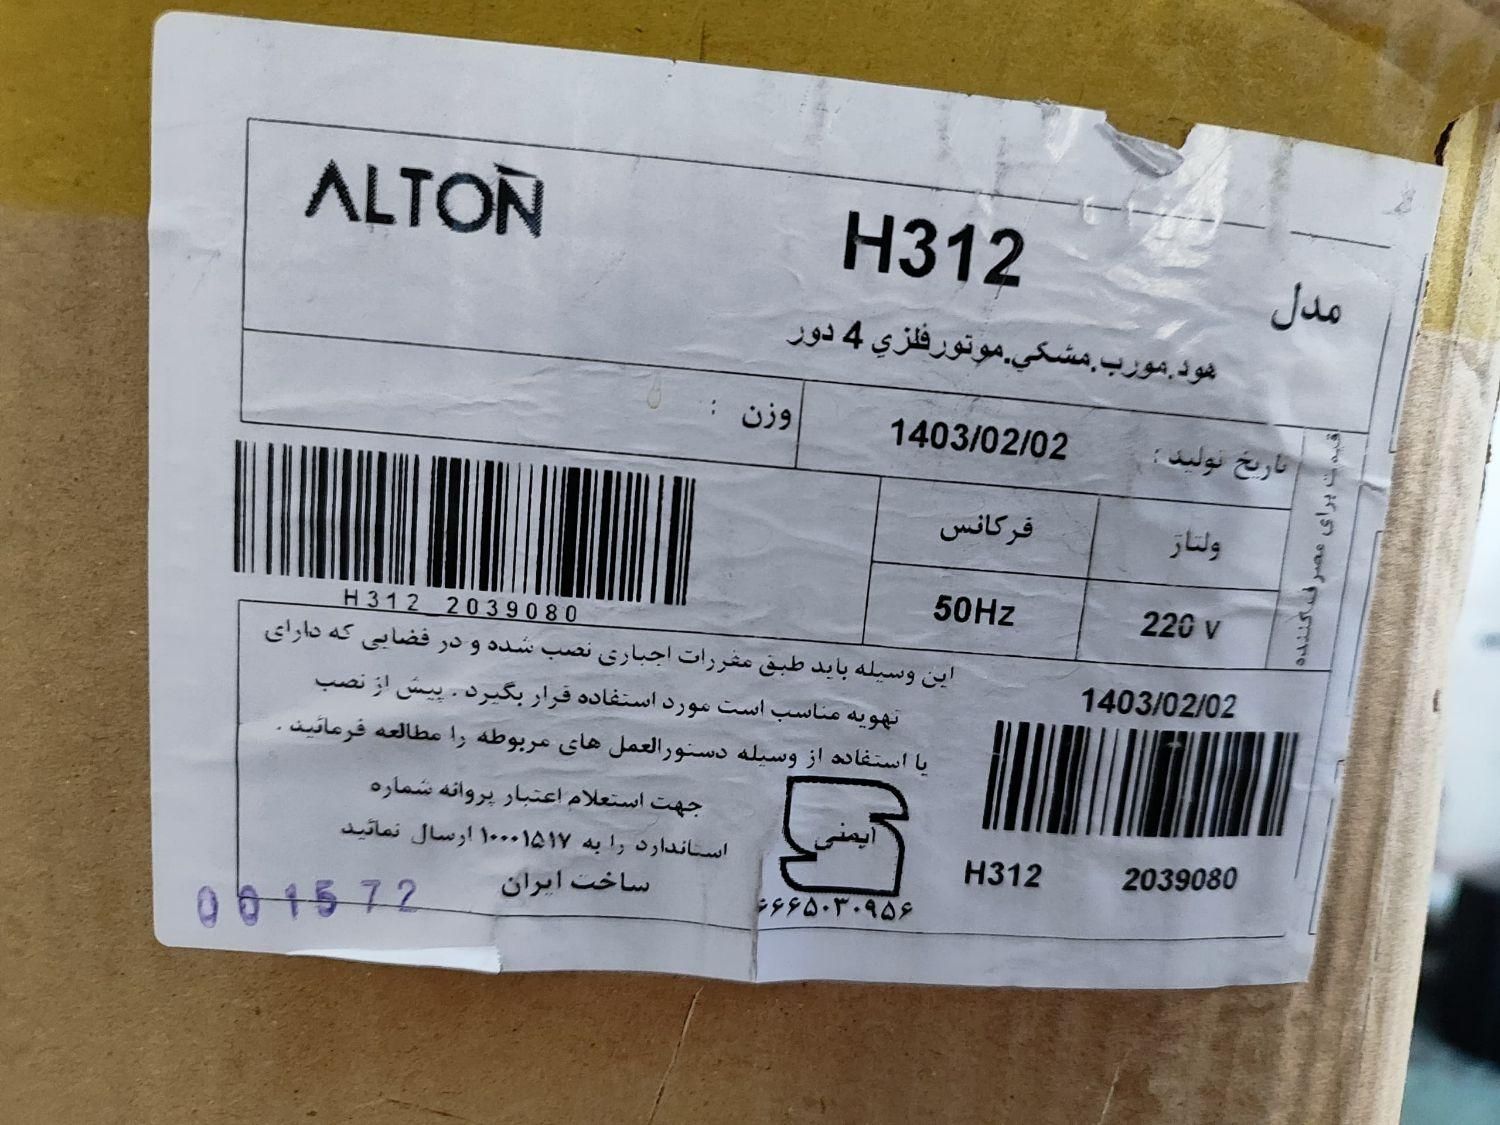 ALTON
مدل H312
هود.مورب.مشكي.موتورفلزي 4 دور
تاریخ تولید : 1403/02/02
وزن :
قیمت برای مصرف کننده
ولتاژ
فرکانس
220 v
50Hz
H312 2039080
این وسیله باید طبق مقررات اجباری نصب شده و در فضایی که دارای
تهویه مناسب است مورد استفاده قرار بگیرد . پیش از نصب
یا استفاده از وسیله دستورالعمل های مربوطه را مطالعه فرمائید .
جهت استعلام اعتبار پروانه شماره
استاندارد را به ۱۰۰۰۱۵۱۷ ارسال نمائید
ساخت ایران
ایمنی
۶۶۶۵۰۳۰۹۵۶
1403/02/02
H312 2039080
001572